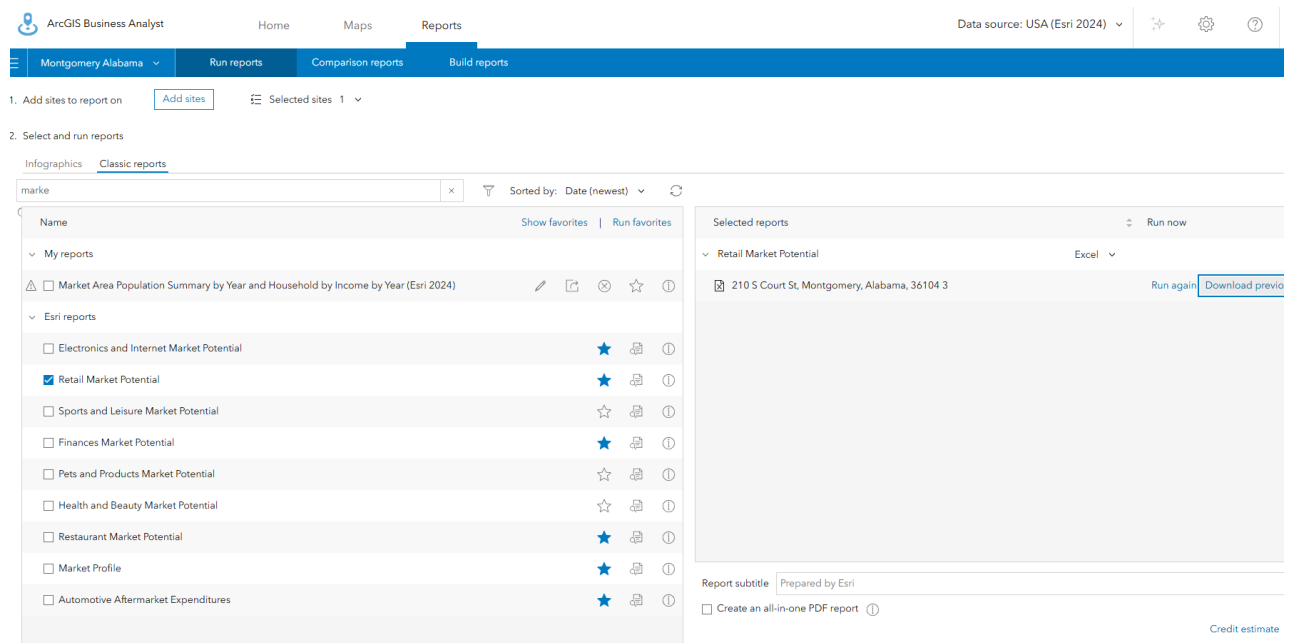 ArcGIS Business Analyst
Home Maps Reports
Data source: USA (Esri 2024)
Montgomery Alabama Run reports Comparison reports Build reports
1. Add sites to report on Add sites Selected sites 1
2. Select and run reports
Infographics Classic reports
marke Sorted by: Date (newest)
Name Show favorites | Run favorites
My reports
Market Area Population Summary by Year and Household by Income by Year (Esri 2024)
Esri reports
Electronics and Internet Market Potential
Retail Market Potential
Sports and Leisure Market Potential
Finances Market Potential
Pets and Products Market Potential
Health and Beauty Market Potential
Restaurant Market Potential
Market Profile
Automotive Aftermarket Expenditures
Selected reports Run now
Retail Market Potential Excel
210 S Court St, Montgomery, Alabama, 36104 3 Run again Download previo
Report subtitle Prepared by Esri
Create an all-in-one PDF report
Credit estimate